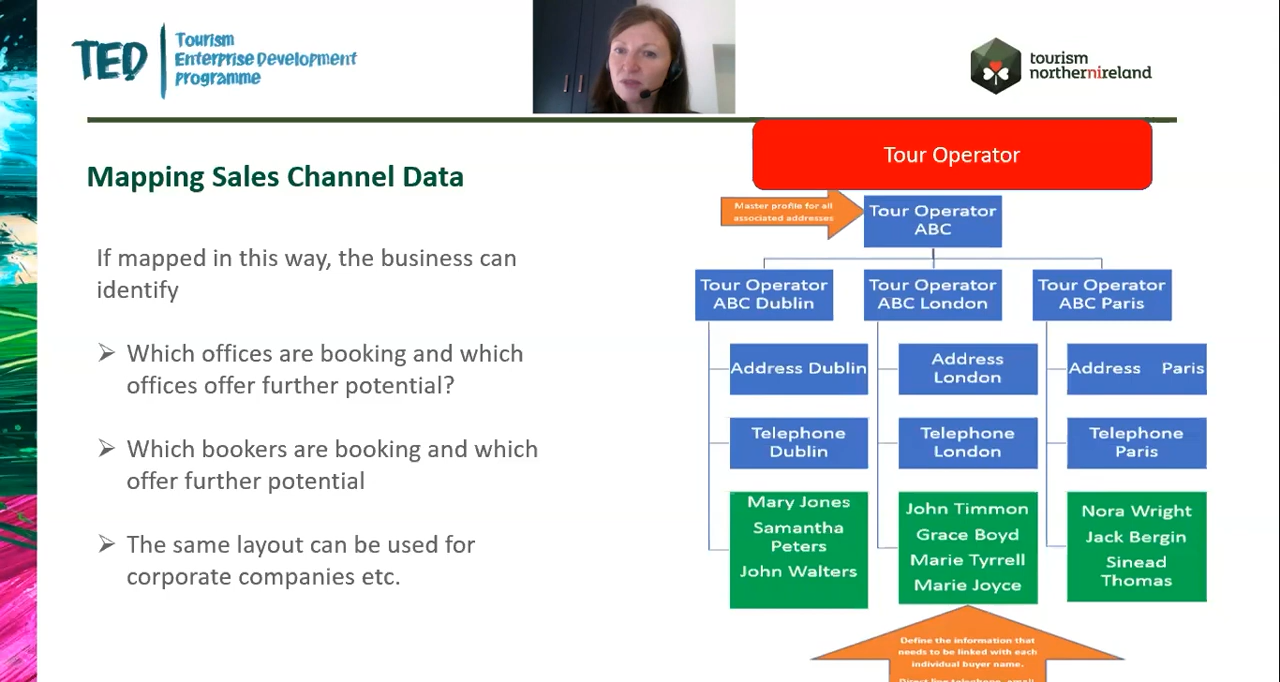 TED
Tourism
Enterprise Development
programme
tourism
northernireland
Mapping Sales Channel Data
If mapped in this way, the business can
identify
Which offices are booking and which
offices offer further potential?
Which bookers are booking and which
offer further potential
The same layout can be used for
corporate companies etc.
Tour Operator
Master profile for all
associated addresses
Tour Operator
ABC
Tour Operator
ABC Dublin
Tour Operator
ABC London
Tour Operator
ABC Paris
Address Dublin
Address
London
Address Paris
Telephone
Dublin
Telephone
London
Telephone
Paris
Mary Jones
Samantha
Peters
John Walters
John Timmon
Grace Boyd
Marie Tyrrell
Marie Joyce
Nora Wright
Jack Bergin
Sinead
Thomas
Define the information that
needs to be linked with each
individual buyer name.
Direct line telephone, email